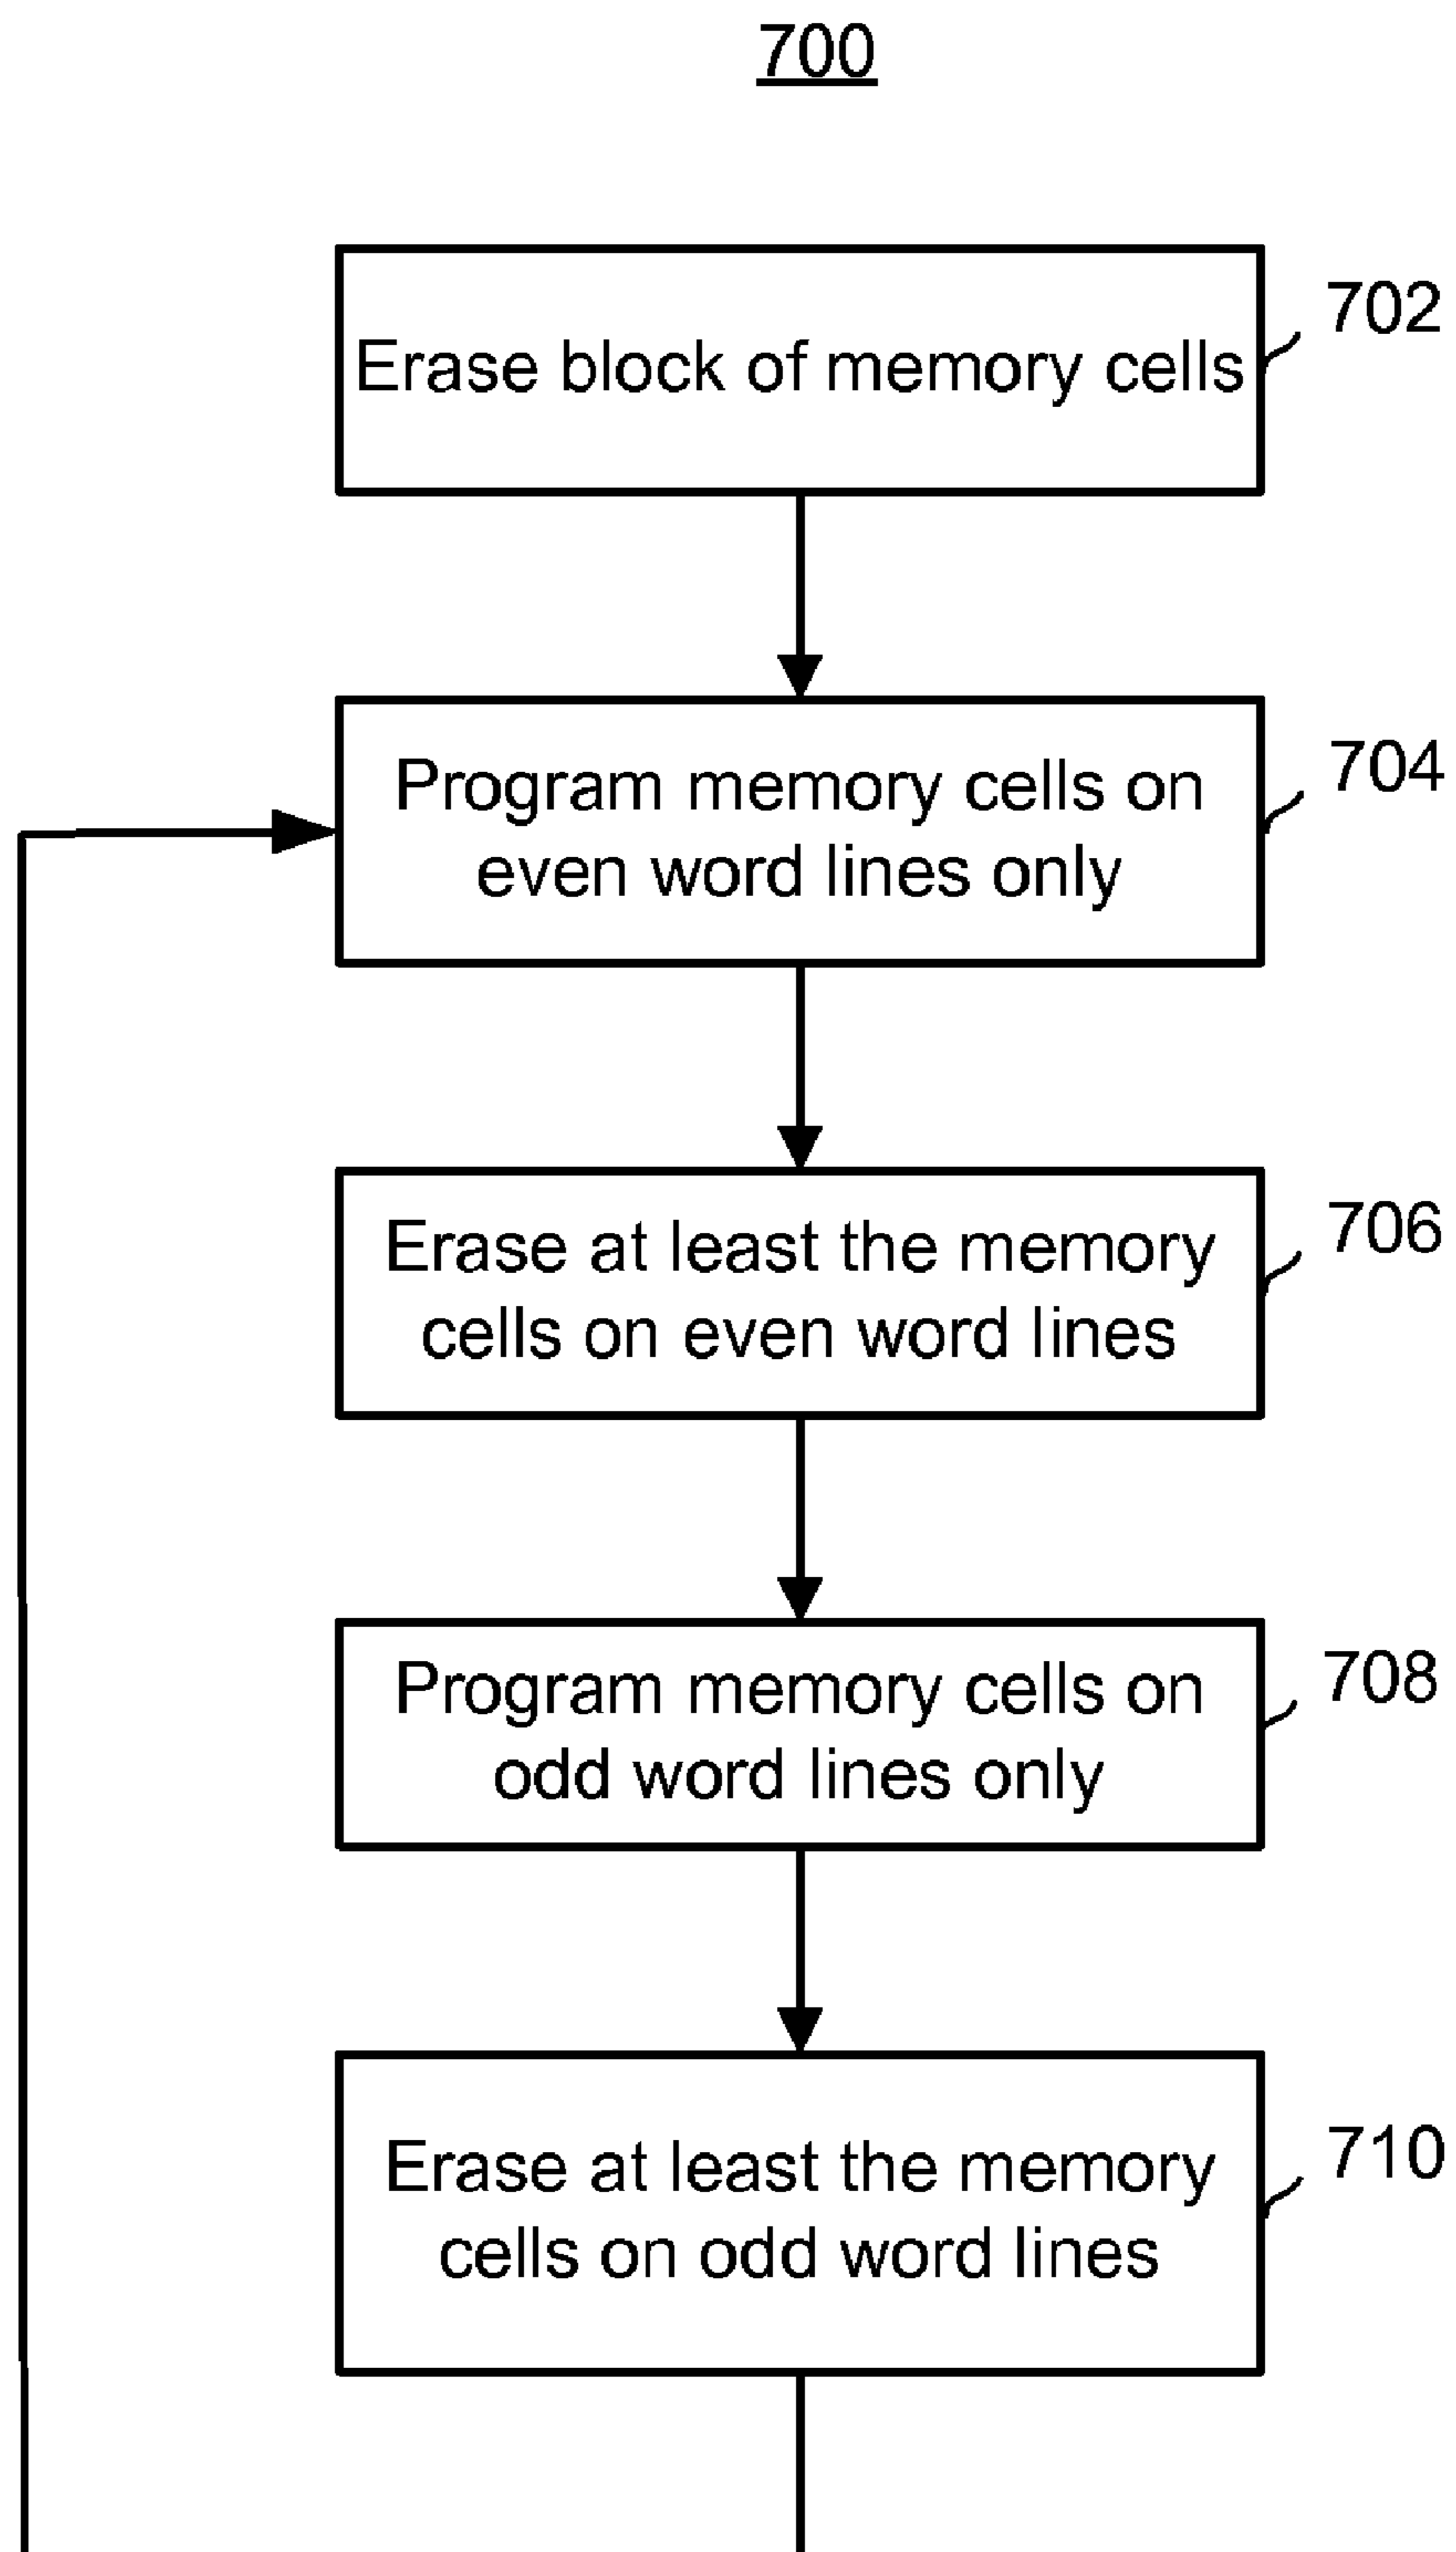 700
Erase block of memory cells
702
Program memory cells on
even word lines only
704
Erase at least the memory
cells on even word lines
706
Program memory cells on
odd word lines only
708
Erase at least the memory
cells on odd word lines
710